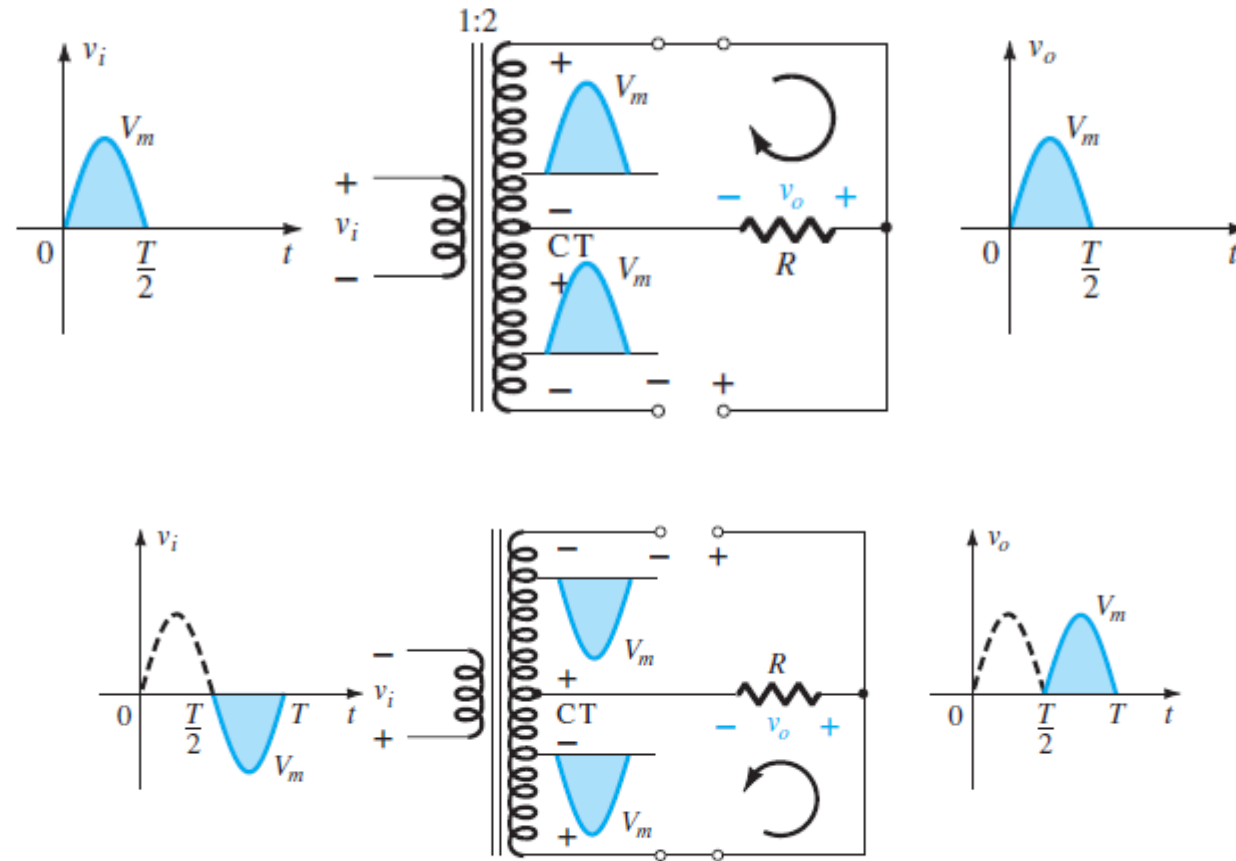 1:2
v_i
V_m
0
T/2
t
+
v_i
−
+
V_m
−
CT
+
V_m
−
−
+
− v_o +
R
v_o
V_m
0
T/2
t
v_i
0
T/2
T
t
V_m
−
v_i
+
−
V_m
+
CT
−
V_m
+
−
+
R
− v_o +
v_o
V_m
0
T/2
T
t